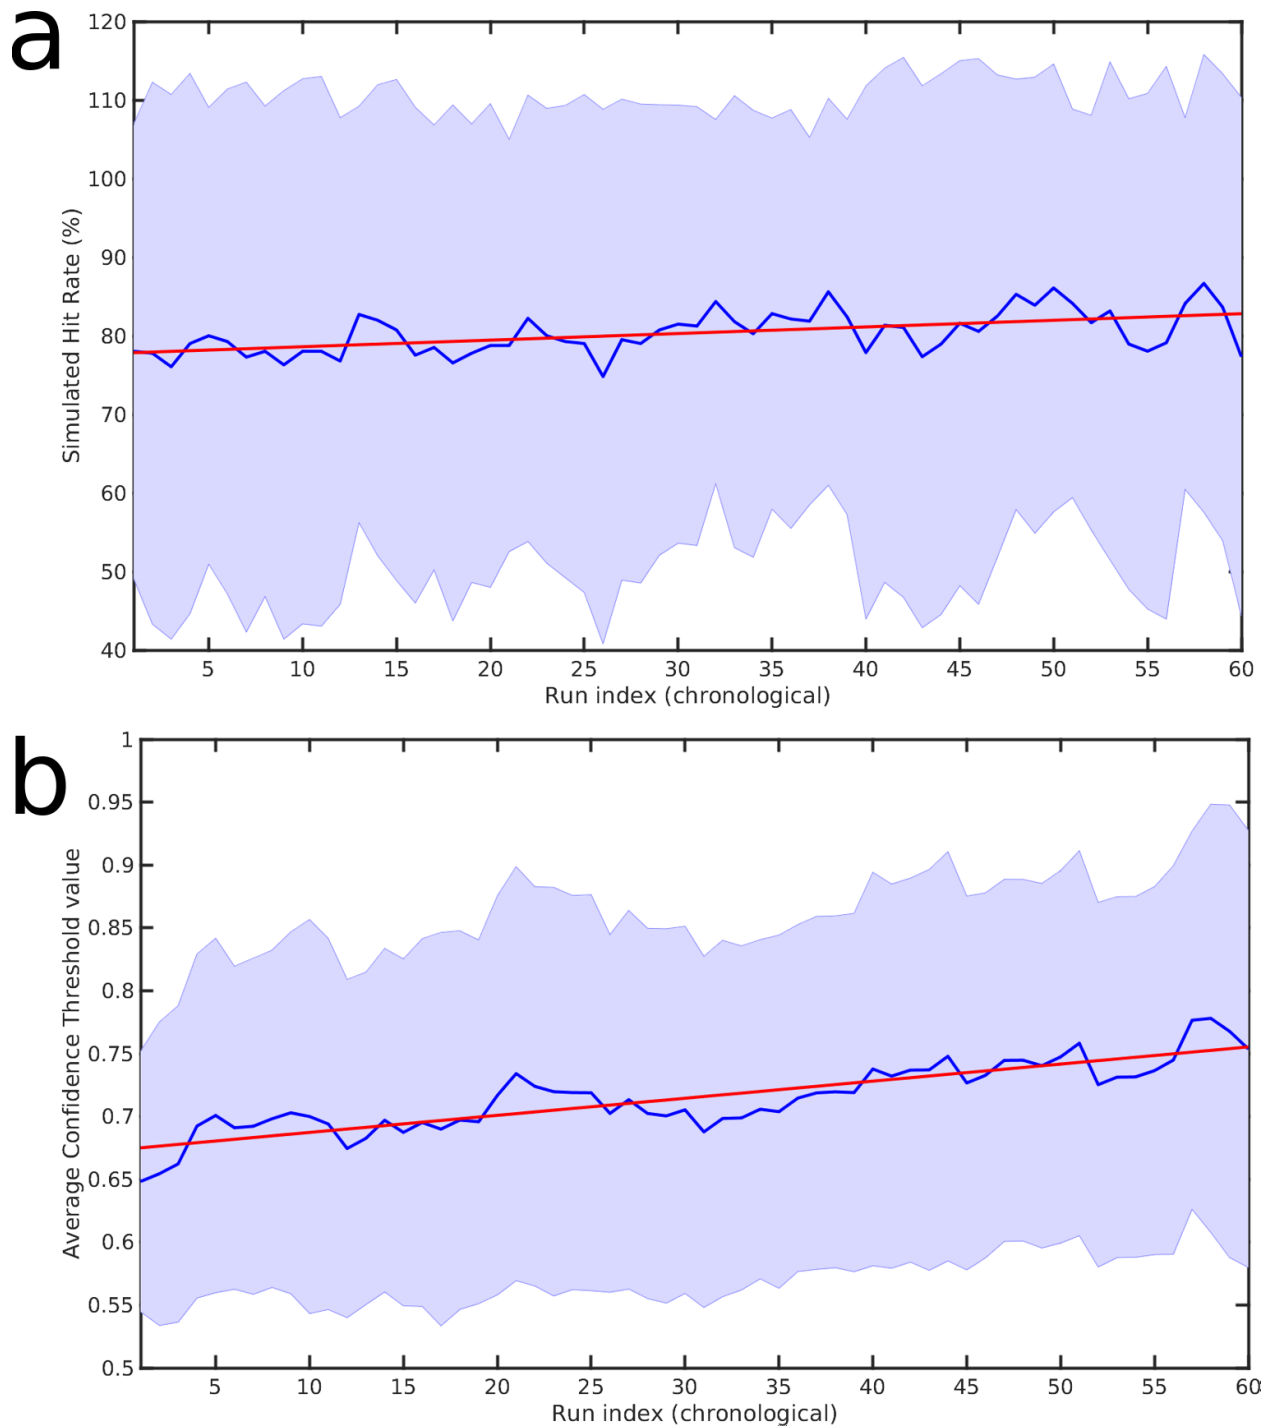 a
120
110
100
90
80
70
60
50
40
Simulated Hit Rate (%)
5 10 15 20 25 30 35 40 45 50 55 60
Run index (chronological)
b
1
0.95
0.9
0.85
0.8
0.75
0.7
0.65
0.6
0.55
0.5
Average Confidence Threshold value
5 10 15 20 25 30 35 40 45 50 55 60
Run index (chronological)